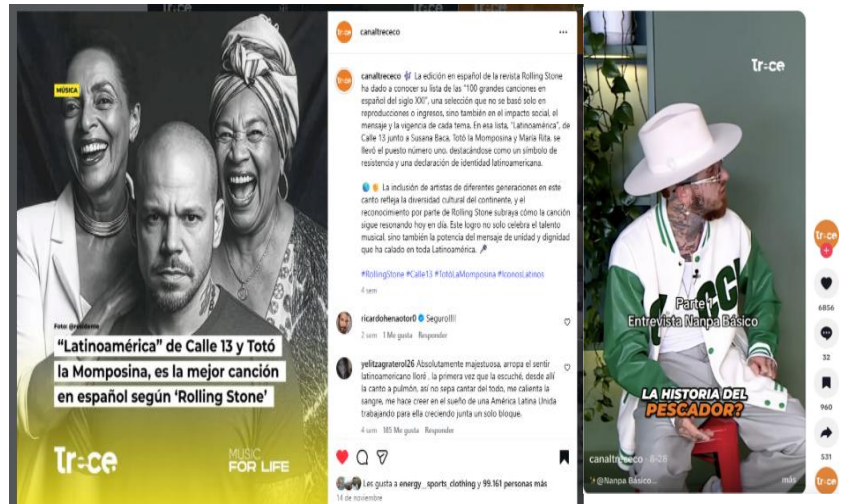 MÚSICA
Foto: @residente
“Latinoamérica” de Calle 13 y Totó
la Momposina, es la mejor canción
en español según ‘Rolling Stone’
tr=ce
MUSIC
FOR LIFE
canaltrececo
canaltrececo 🎶 La edición en español de la revista Rolling Stone
ha dado a conocer su lista de las "100 grandes canciones en
español del siglo XXI", una selección que no se basó solo en
reproducciones o ingresos, sino también en el impacto social, el
mensaje y la vigencia de cada tema. En esa lista, "Latinoamérica", de
Calle 13 junto a Susana Baca, Totó la Momposina y María Rita, se
llevó el puesto número uno, destacándose como un símbolo de
resistencia y una declaración de identidad latinoamericana.
🌎 ✊ La inclusión de artistas de diferentes generaciones en este
canto refleja la diversidad cultural del continente, y el
reconocimiento por parte de Rolling Stone subraya cómo la canción
sigue resonando hoy en día. Este logro no solo celebra el talento
musical, sino también la potencia del mensaje de unidad y dignidad
que ha calado en toda Latinoamérica. 🎤
#RollingStone #Calle13 #TotóLaMomposina #IconosLatinos
4 sem
ricardohenaotor0 Seguro!!!!
2 sem 1 Me gusta Responder
yelitzagraterol26 Absolutamente majestuosa, arropa el sentir
latinoamericano lloré , la primera vez que la escuché, desde allí
la canto a pulmón, así no sepa cantar del todo, me calienta la
sangre, me hace creer en el sueño de una América Latina Unida
trabajando para ella creciendo junta un solo bloque.
4 sem 185 Me gusta Responder
Les gusta a energy__sports_clothing y 99.161 personas más
14 de noviembre
tr=ce
Parte 1
Entrevista Nanpa Básico
LA HISTORIA DEL
PESCADOR?
canaltrececo · 8-28
✨@Nanpa Básico...
más
tr=ce
6856
32
960
531
tr=ce